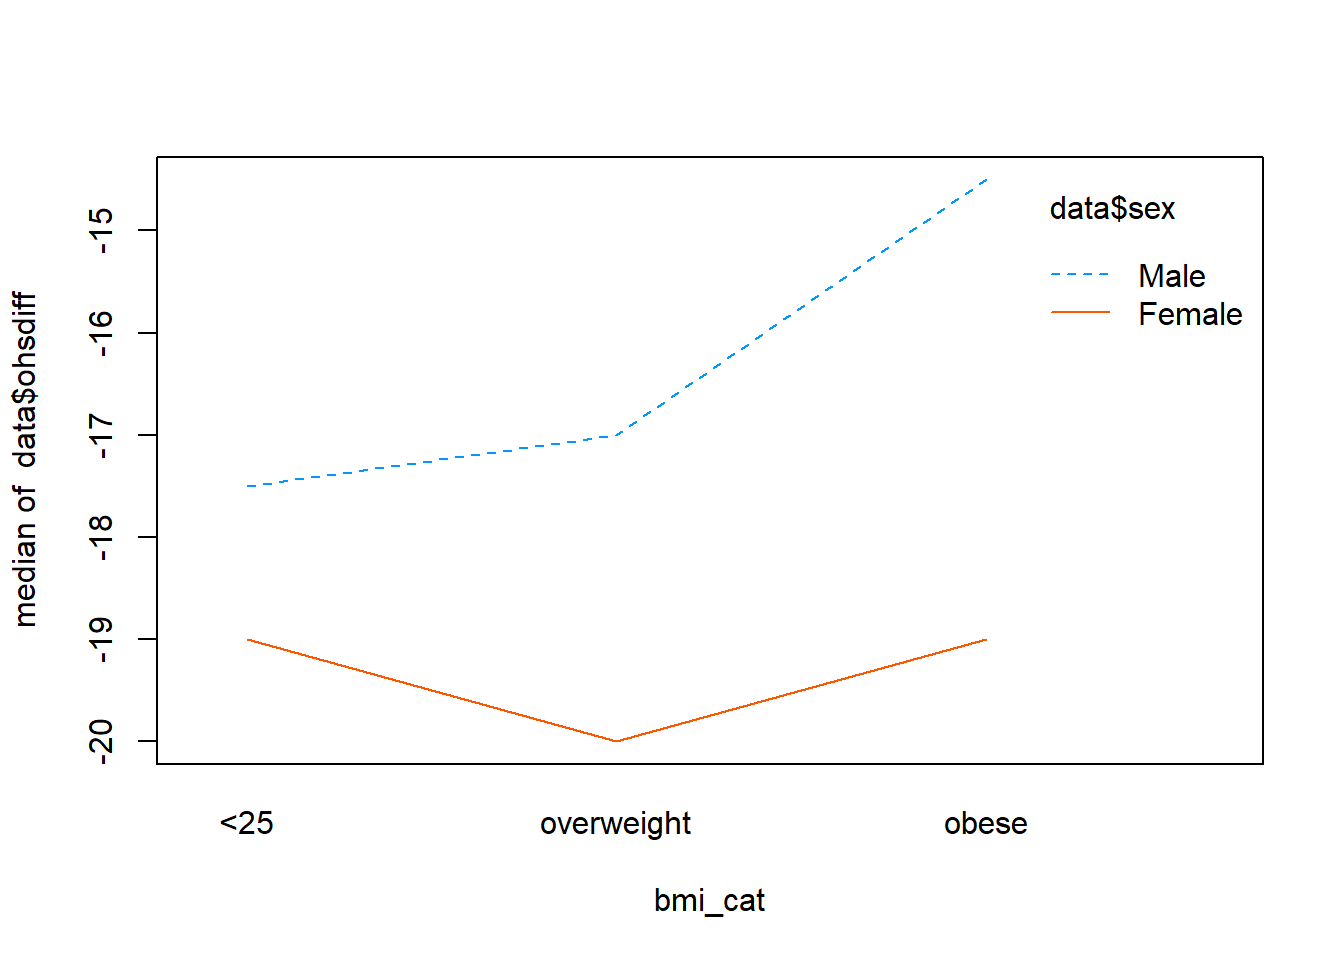 data$sex
Male
Female
median of  data$ohsdiff
-15
-16
-17
-18
-19
-20
<25
overweight
obese
bmi_cat